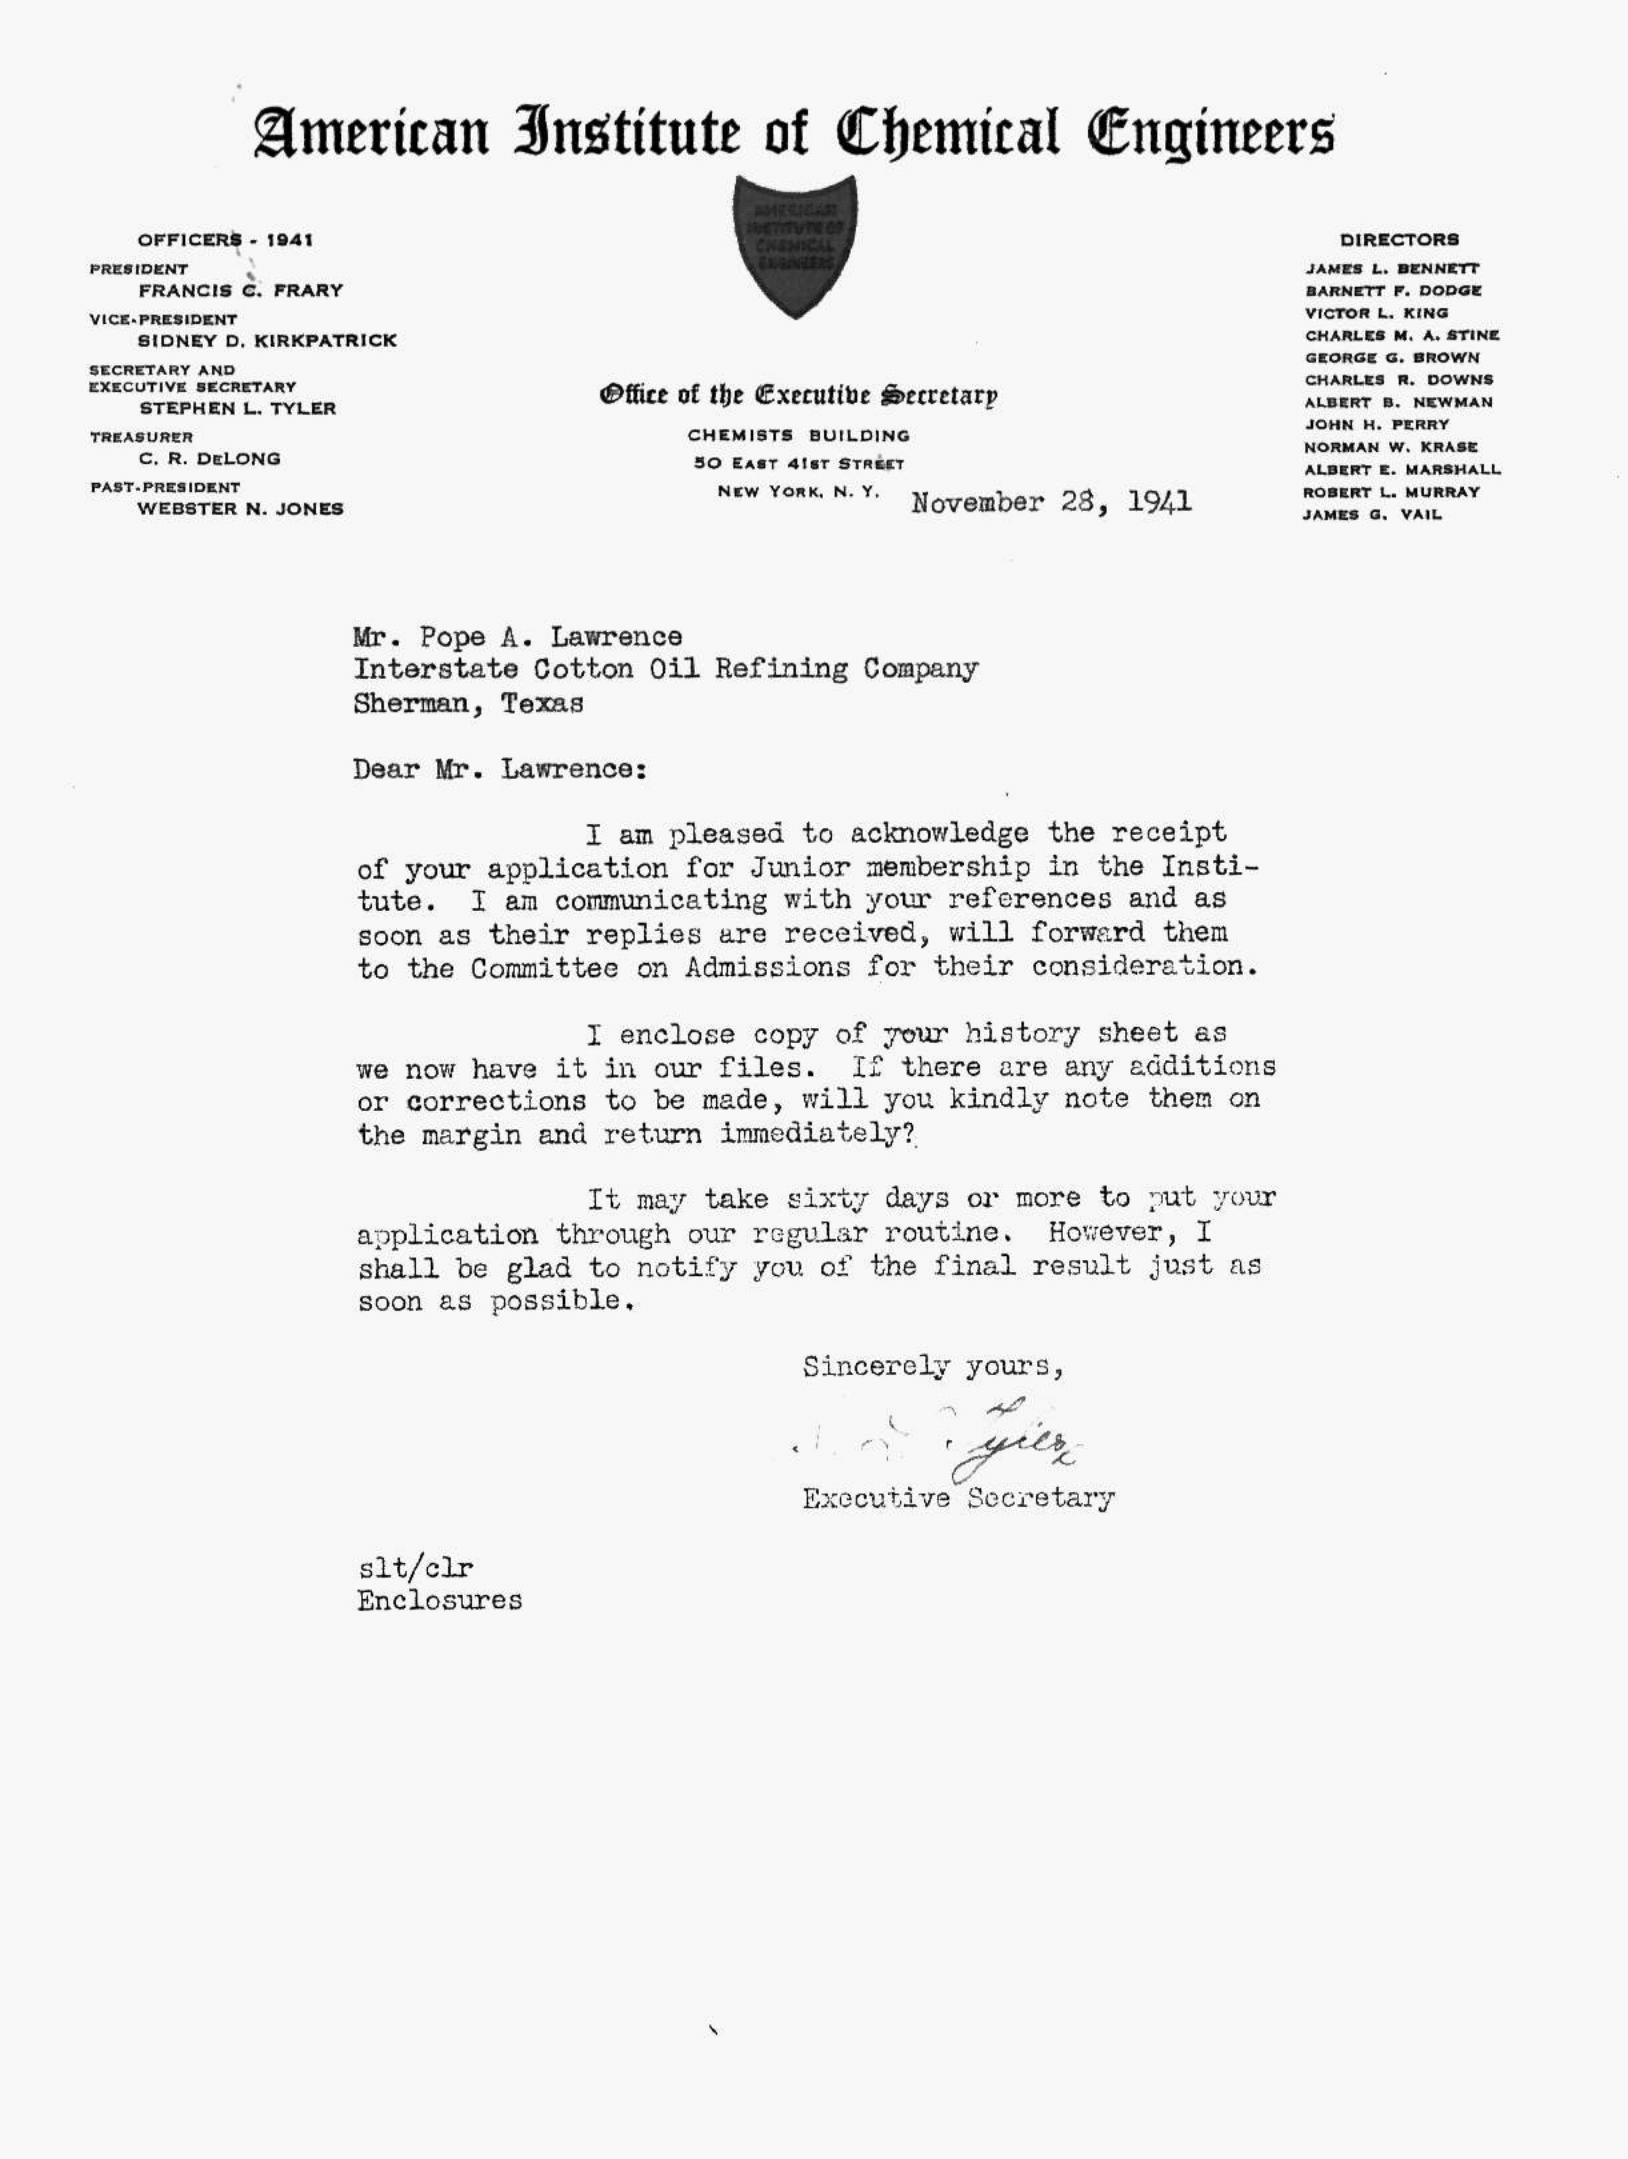 American Institute of Chemical Engineers
AMERICAN
INSTITUTE OF
CHEMICAL
ENGINEERS
OFFICERS - 1941
PRESIDENT
FRANCIS C. FRARY
VICE-PRESIDENT
SIDNEY D. KIRKPATRICK
SECRETARY AND
EXECUTIVE SECRETARY
STEPHEN L. TYLER
TREASURER
C. R. DELONG
PAST-PRESIDENT
WEBSTER N. JONES
Office of the Executive Secretary
CHEMISTS BUILDING
50 EAST 41ST STREET
NEW YORK, N. Y.
November 28, 1941
DIRECTORS
JAMES L. BENNETT
BARNETT F. DODGE
VICTOR L. KING
CHARLES M. A. STINE
GEORGE G. BROWN
CHARLES R. DOWNS
ALBERT B. NEWMAN
JOHN H. PERRY
NORMAN W. KRASE
ALBERT E. MARSHALL
ROBERT L. MURRAY
JAMES G. VAIL
Mr. Pope A. Lawrence
Interstate Cotton Oil Refining Company
Sherman, Texas
Dear Mr. Lawrence:
I am pleased to acknowledge the receipt
of your application for Junior membership in the Insti-
tute. I am communicating with your references and as
soon as their replies are received, will forward them
to the Committee on Admissions for their consideration.
I enclose copy of your history sheet as
we now have it in our files. If there are any additions
or corrections to be made, will you kindly note them on
the margin and return immediately?
It may take sixty days or more to put your
application through our regular routine. However, I
shall be glad to notify you of the final result just as
soon as possible.
Sincerely yours,
Tyler
Executive Secretary
slt/clr
Enclosures